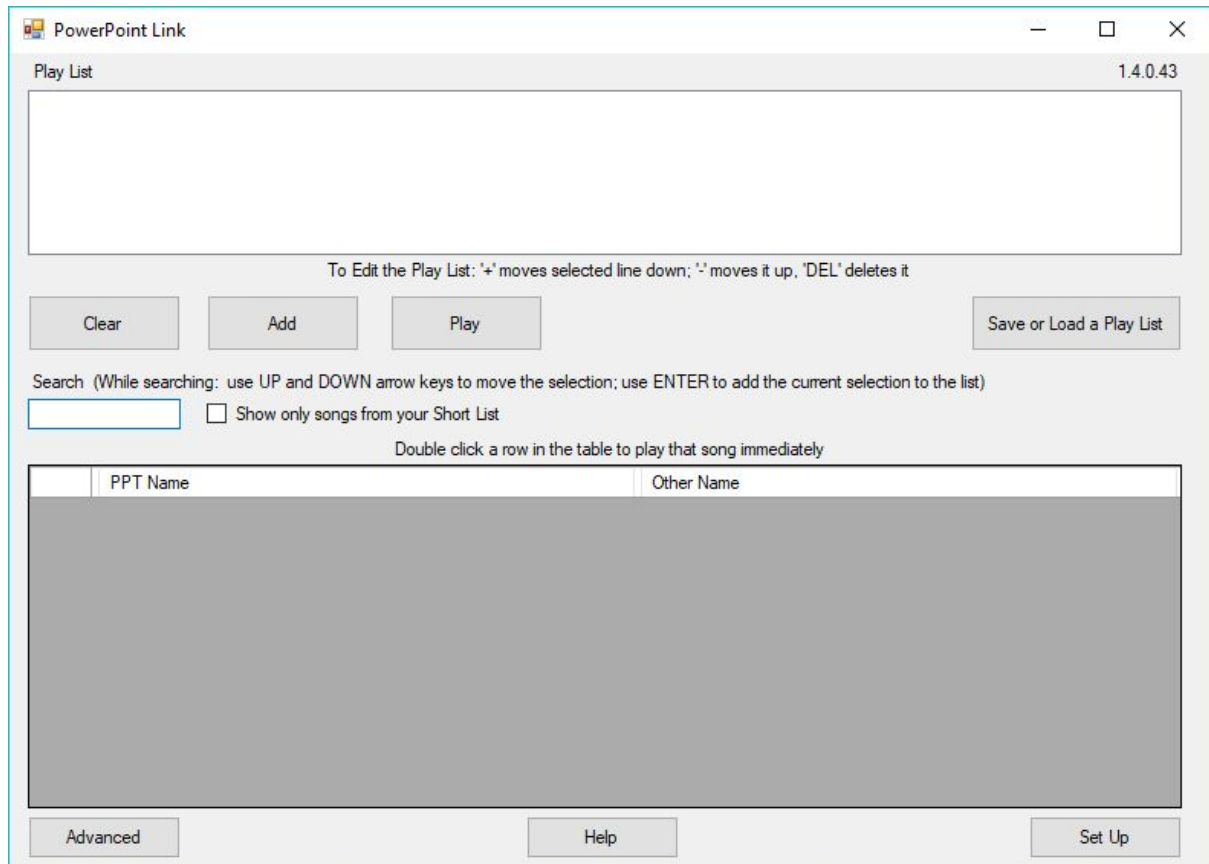 PowerPoint Link
Play List 1.4.0.43
To Edit the Play List: '+' moves selected line down; '-' moves it up, 'DEL' deletes it
Clear Add Play Save or Load a Play List
Search (While searching: use UP and DOWN arrow keys to move the selection; use ENTER to add the current selection to the list)
Show only songs from your Short List
Double click a row in the table to play that song immediately
PPT Name Other Name
Advanced Help Set Up